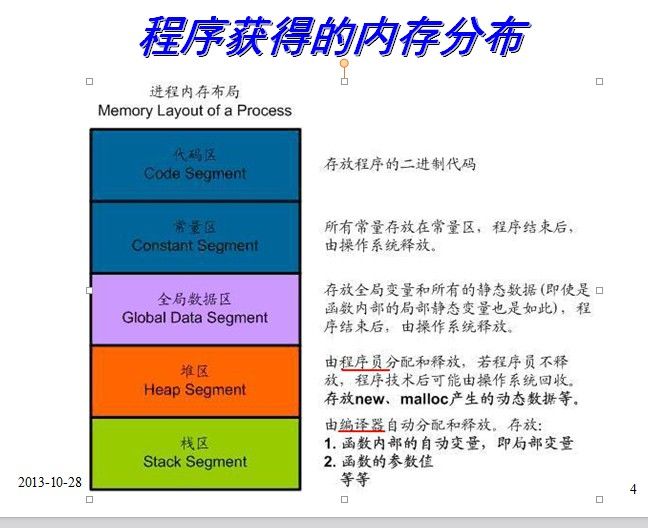 程序获得的内存分布
进程内存布局
Memory Layout of a Process
代码区
Code Segment
存放程序的二进制代码
常量区
Constant Segment
所有常量存放在常量区，程序结束后，
由操作系统释放。
全局数据区
Global Data Segment
存放全局变量和所有的静态数据(即使是
函数内部的局部静态变量也是如此)，程
序结束后，由操作系统释放。
堆区
Heap Segment
由程序员分配和释放，若程序员不释
放，程序技术后可能由操作系统回收。
存放new、malloc产生的动态数据等。
栈区
Stack Segment
由编译器自动分配和释放。存放：
1. 函数内部的自动变量，即局部变量
2. 函数的参数值
等等
2013-10-28
4